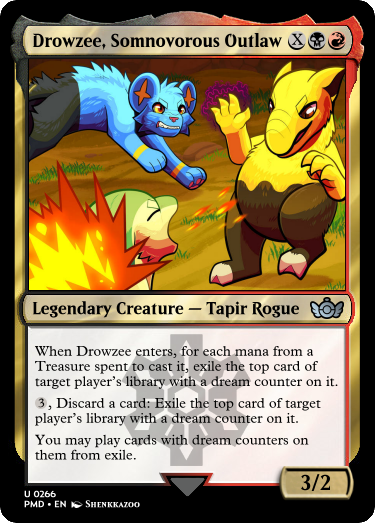 Drowzee, Somnovorous Outlaw X
Legendary Creature — Tapir Rogue
When Drowzee enters, for each mana from a
Treasure spent to cast it, exile the top card of
target player's library with a dream counter on it.
3, Discard a card: Exile the top card of target
player's library with a dream counter on it.
You may play cards with dream counters on
them from exile.
3/2
U 0266
PMD • EN Shenkkazoo